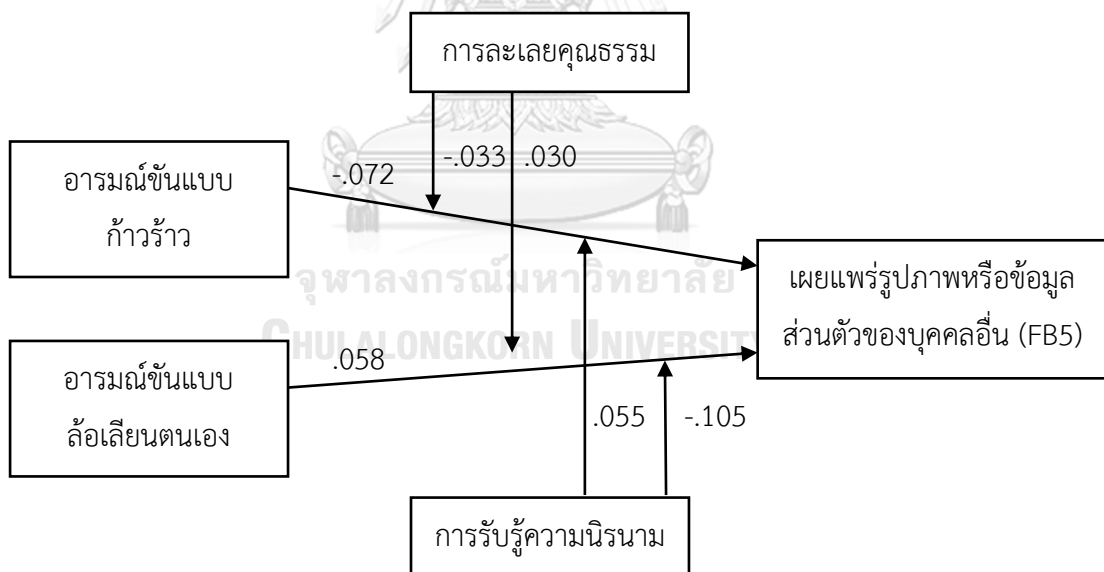 การละเลยคุณธรรม
อารมณ์ขันแบบ
ก้าวร้าว
-.072
-.033
.030
จุฬาลงกรณ์มหาวิทยาลัย
CHULALONGKORN UNIVERSITY
เผยแพร่รูปภาพหรือข้อมูล
ส่วนตัวของบุคคลอื่น (FB5)
อารมณ์ขันแบบ
ล้อเลียนตนเอง
.058
.055
-.105
การรับรู้ความนิรนาม